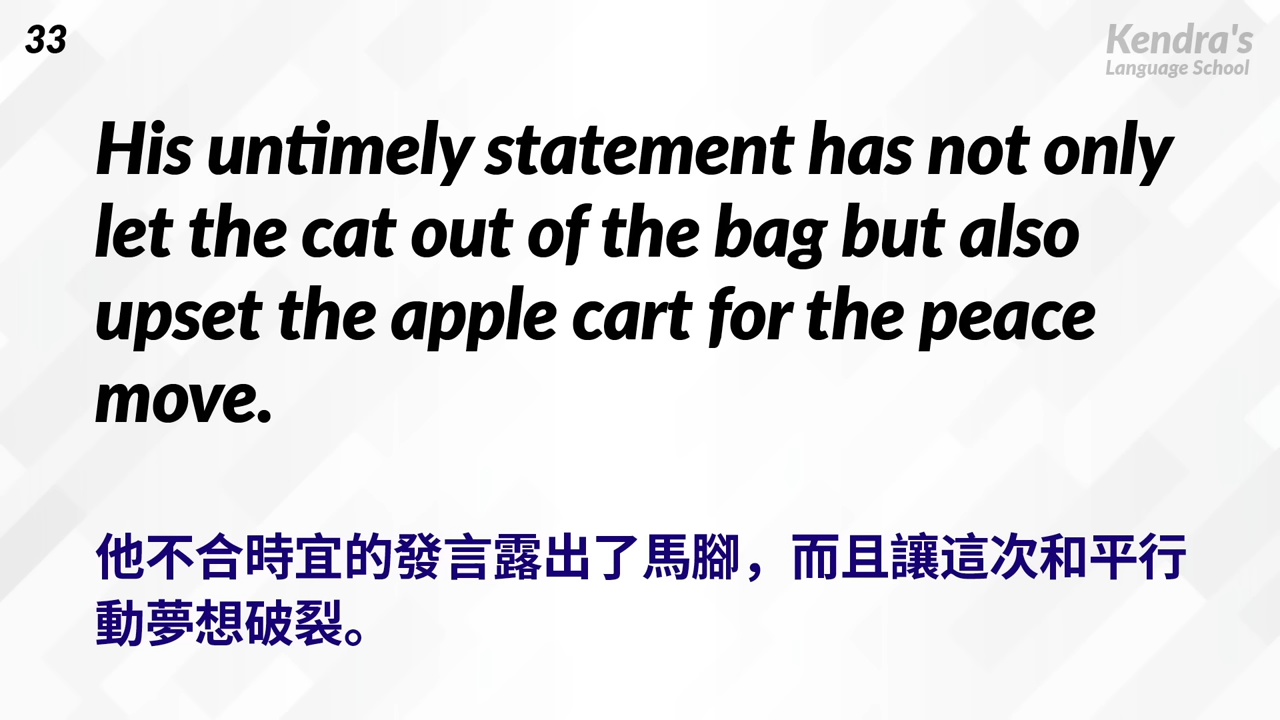 33
Kendra's
Language School
His untimely statement has not only
let the cat out of the bag but also
upset the apple cart for the peace
move.
他不合時宜的發言露出了馬腳，而且讓這次和平行
動夢想破裂。